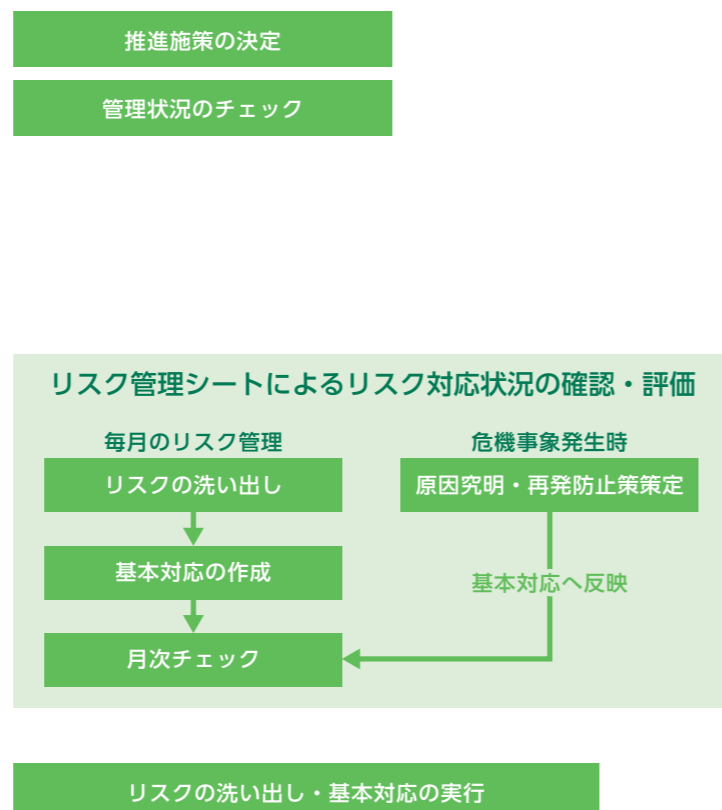 推進施策の決定
管理状況のチェック
リスク管理シートによるリスク対応状況の確認・評価
毎月のリスク管理
リスクの洗い出し
基本対応の作成
月次チェック
危機事象発生時
原因究明・再発防止策策定
基本対応へ反映
リスクの洗い出し・基本対応の実行